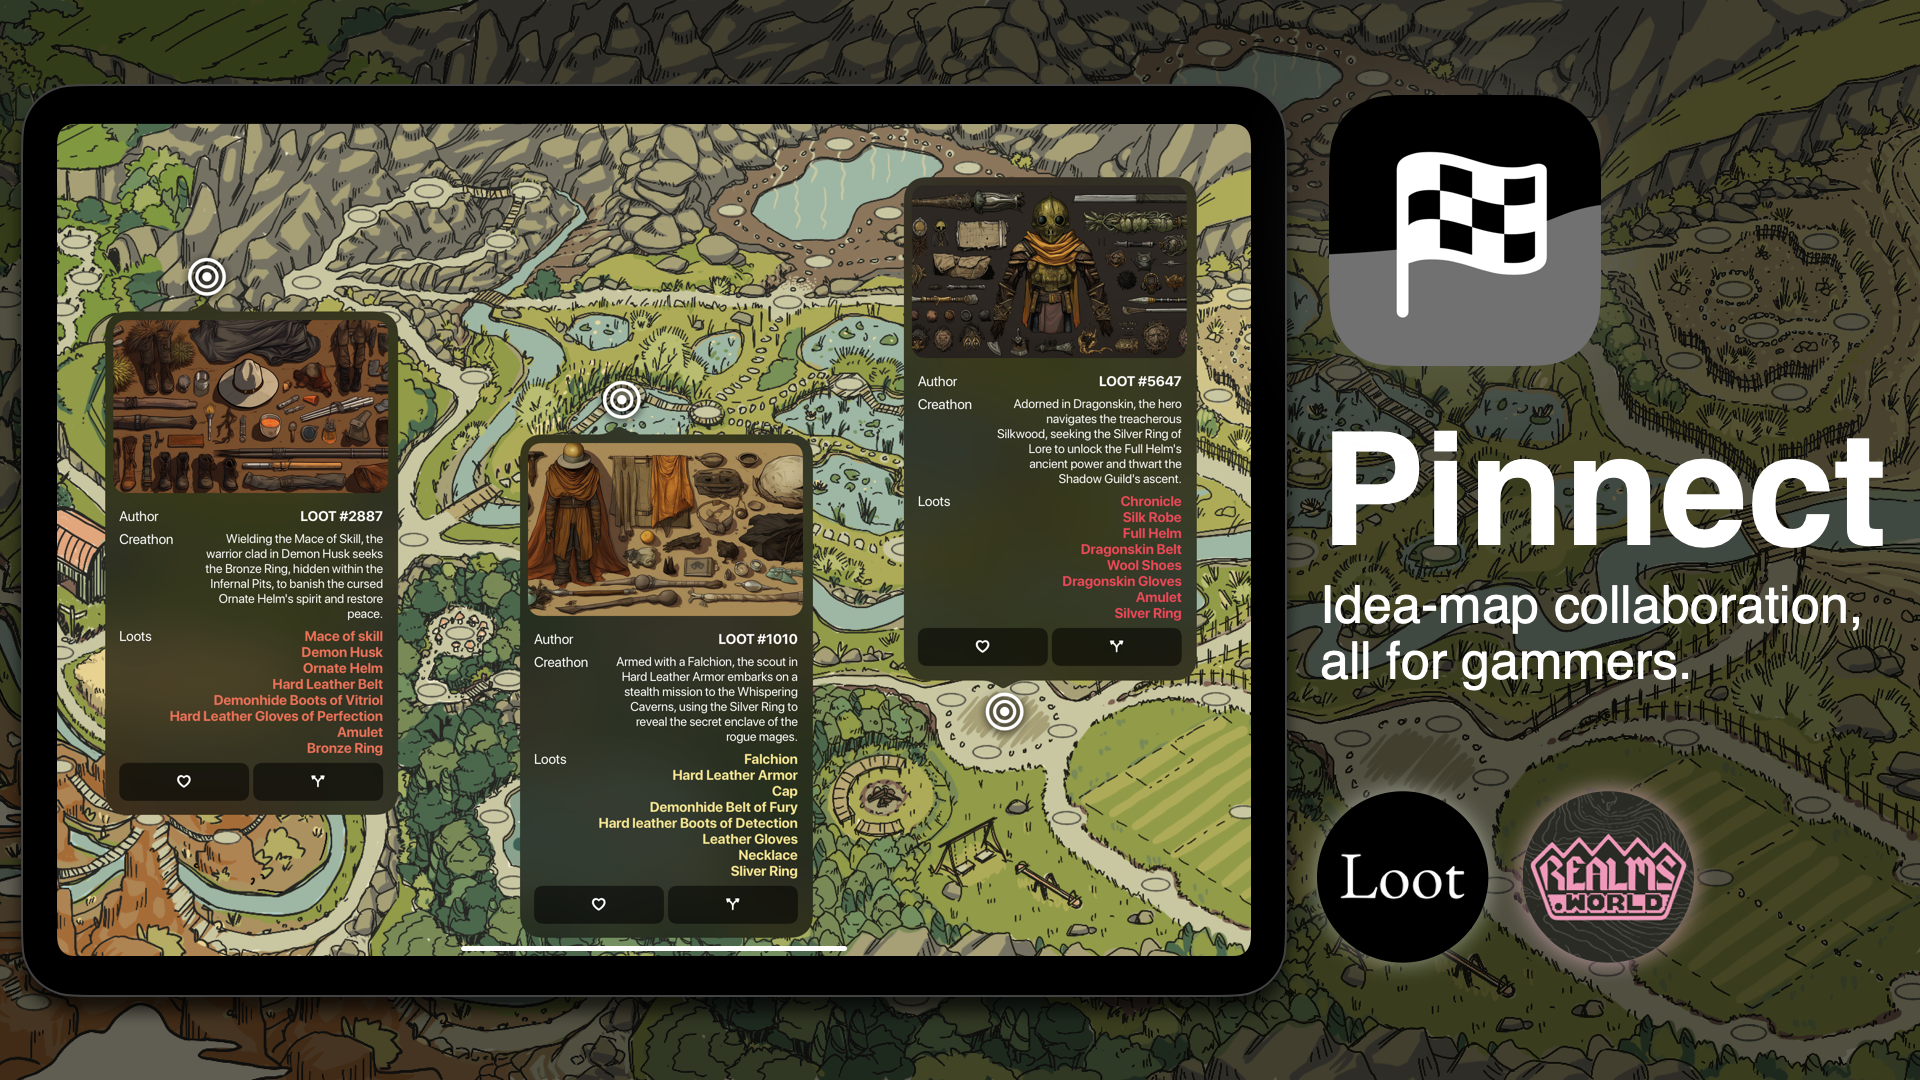 Author LOOT #2887
Creathon Wielding the Mace of Skill, the
warrior clad in Demon Husk seeks
the Bronze Ring, hidden within the
Infernal Pits, to banish the cursed
Ornate Helm's spirit and restore
peace.
Loots Mace of skill
Demon Husk
Ornate Helm
Hard Leather Belt
Demonhide Boots of Vitriol
Hard Leather Gloves of Perfection
Amulet
Bronze Ring
Author LOOT #1010
Creathon Armed with a Falchion, the scout in
Hard Leather Armor embarks on a
stealth mission to the Whispering
Caverns, using the Silver Ring to
reveal the secret enclave of the
rogue mages.
Loots Falchion
Hard Leather Armor
Cap
Demonhide Belt of Fury
Hard leather Boots of Detection
Leather Gloves
Necklace
Sliver Ring
Author LOOT #5647
Creathon Adorned in Dragonskin, the hero
navigates the treacherous
Silkwood, seeking the Silver Ring of
Lore to unlock the Full Helm's
ancient power and thwart the
Shadow Guild's ascent.
Loots Chronicle
Silk Robe
Full Helm
Dragonskin Belt
Wool Shoes
Dragonskin Gloves
Amulet
Silver Ring
Pinnect
Idea-map collaboration,
all for gammers.
Loot
REALMS
.WORLD